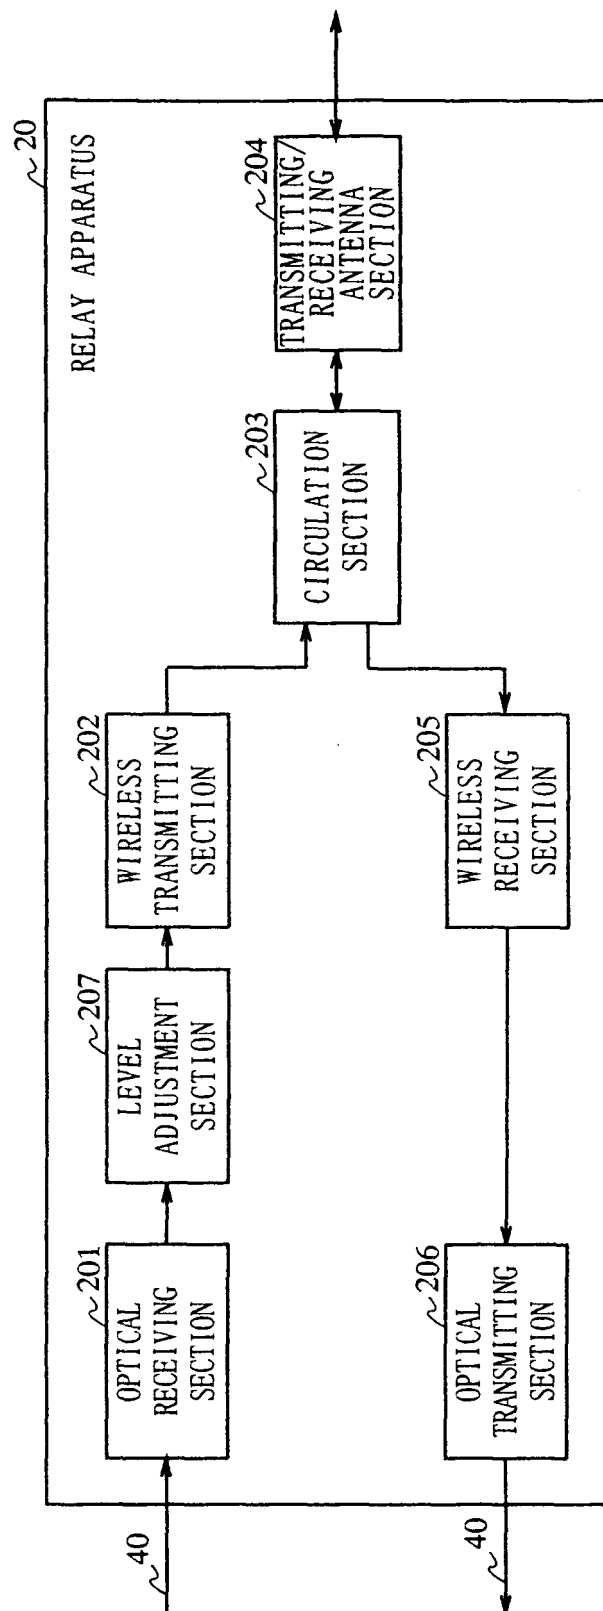 20
RELAY APPARATUS
40
201
OPTICAL
RECEIVING
SECTION
207
LEVEL
ADJUSTMENT
SECTION
202
WIRELESS
TRANSMITTING
SECTION
203
CIRCULATION
SECTION
204
TRANSMITTING/
RECEIVING
ANTENNA
SECTION
205
WIRELESS
RECEIVING
SECTION
206
OPTICAL
TRANSMITTING
SECTION
40